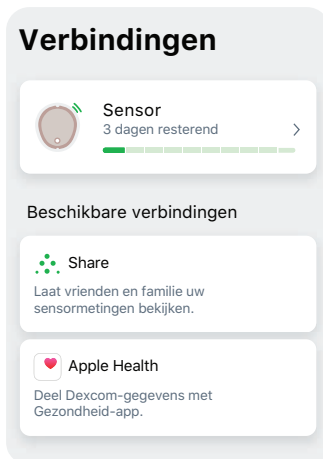 Verbindingen
Sensor
3 dagen resterend
Beschikbare verbindingen
Share
Laat vrienden en familie uw
sensormetingen bekijken.
Apple Health
Deel Dexcom-gegevens met
Gezondheid-app.